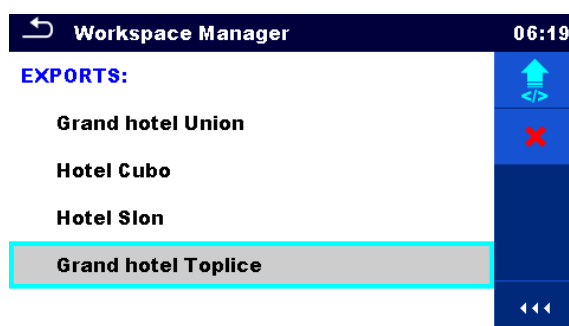 Workspace Manager 06:19
EXPORTS:
</>
Grand hotel Union
Hotel Cubo
Hotel Slon
Grand hotel Toplice